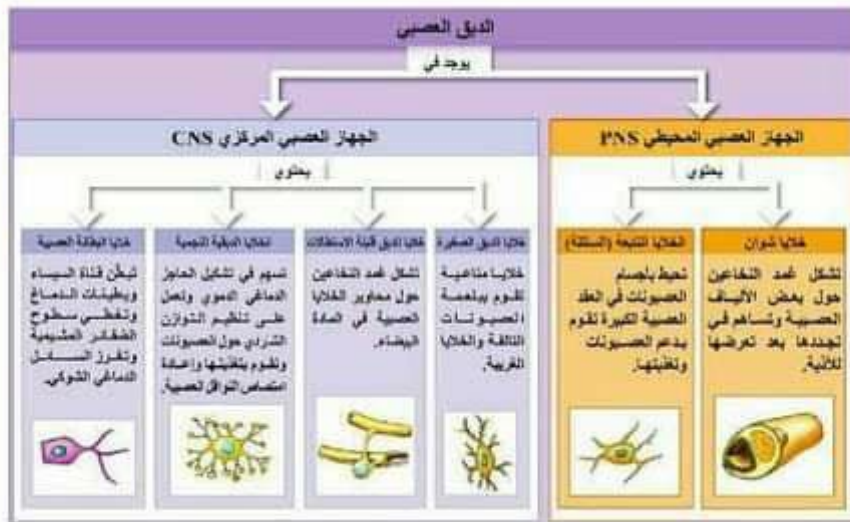 الدبق العصبي
يوجد في
الجهاز العصبي المحيطي PNS
يحتوي
خلايا شوان
تشكل غمد النخاعين
حول بعض الألياف
العصبية وتساهم في
تجددها بعد تعرضها
للأذية.
الخلايا التابعة (الساتلة)
تحيط بأجسام
العصبونات في العقد
العصبية الكبيرة تقوم
بدعم العصبونات
وتغذيتها.
الجهاز العصبي المركزي CNS
يحتوي
خلايا الدبق الصغيرة
خلايا مناعية
تقوم ببلعمة
العصبونات
التالفة والخلايا
الغريبة.
خلايا الدبق قليلة الاستطالات
تشكل غمد النخاعين
حول محاوير الخلايا
العصبية في المادة
البيضاء.
الخلايا الدبقية النجمية
تسهم في تشكيل الحاجز
الدماغي الدموي وتعمل
على تنظيم التوازن
الشاردي حول العصبونات
وتقوم بتغذيتها وإعادة
امتصاص النواقل العصبية.
خلايا البطانة العصبية
تبطّن قناة السيساء
وبطينات الدماغ
وتغطي سطوح
الضفائر المشيمية
وتفرز السائل
الدماغي الشوكي.